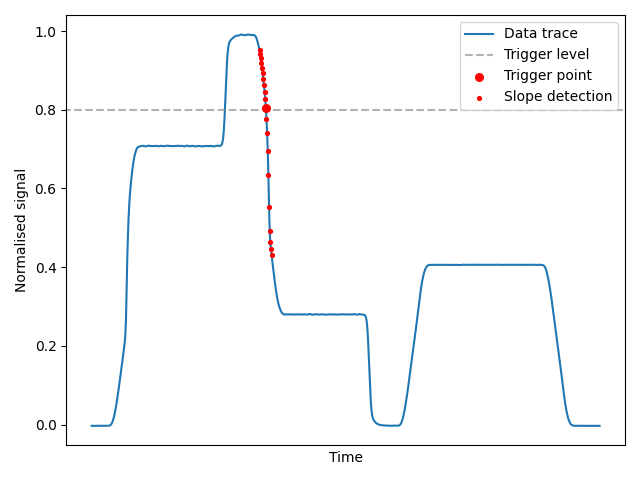 Data trace
Trigger level
Trigger point
Slope detection
1.0
0.8
0.6
0.4
0.2
0.0
Normalised signal
Time